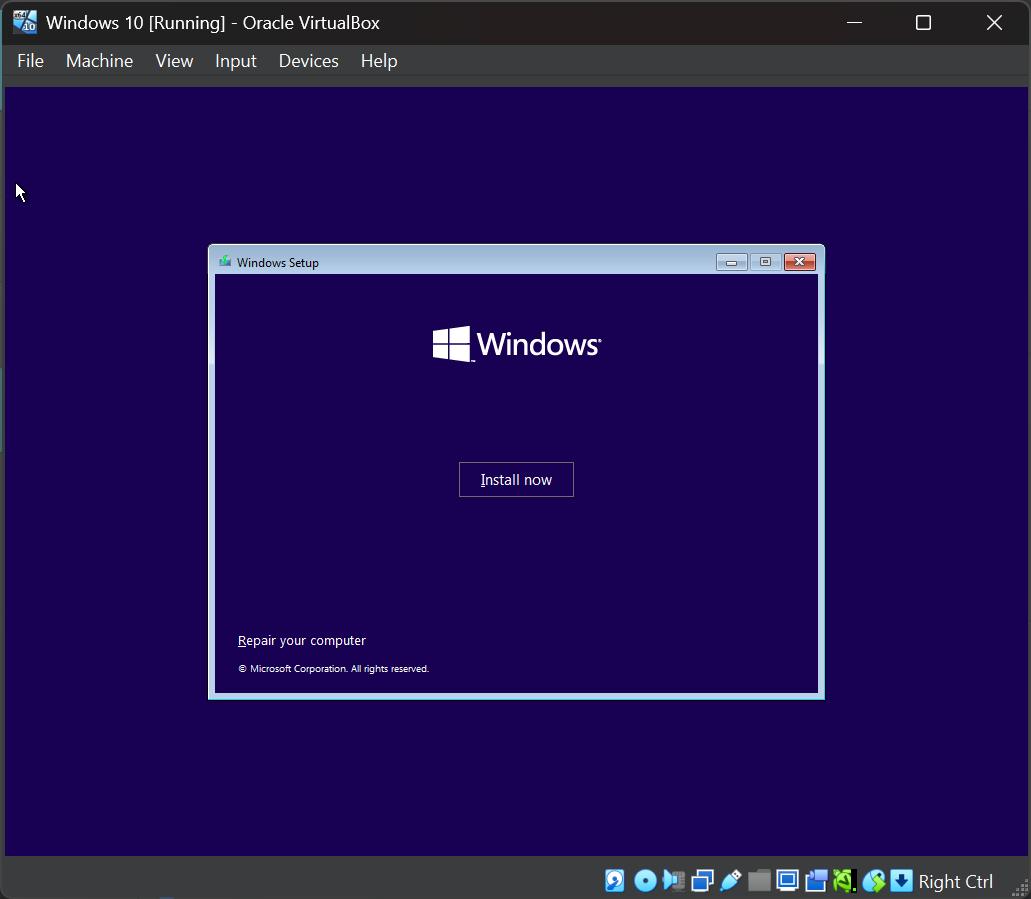 Windows 10 [Running] - Oracle VirtualBox
File Machine View Input Devices Help
Windows Setup
Windows
Install now
Repair your computer
© Microsoft Corporation. All rights reserved.
Right Ctrl